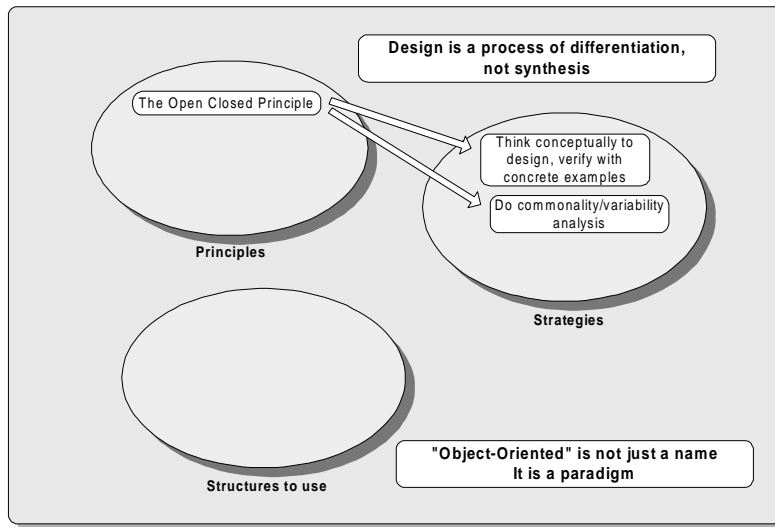 Design is a process of differentiation,
not synthesis
The Open Closed Principle
Think conceptually to
design, verify with
concrete examples
Do commonality/variability
analysis
Principles
Strategies
"Object-Oriented" is not just a name
It is a paradigm
Structures to use